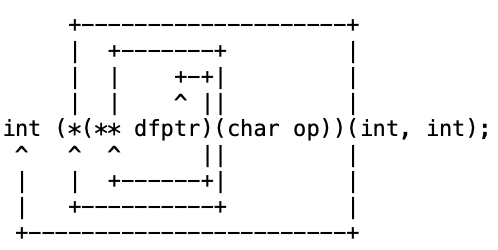 int (*(** dfptr)(char op))(int, int);